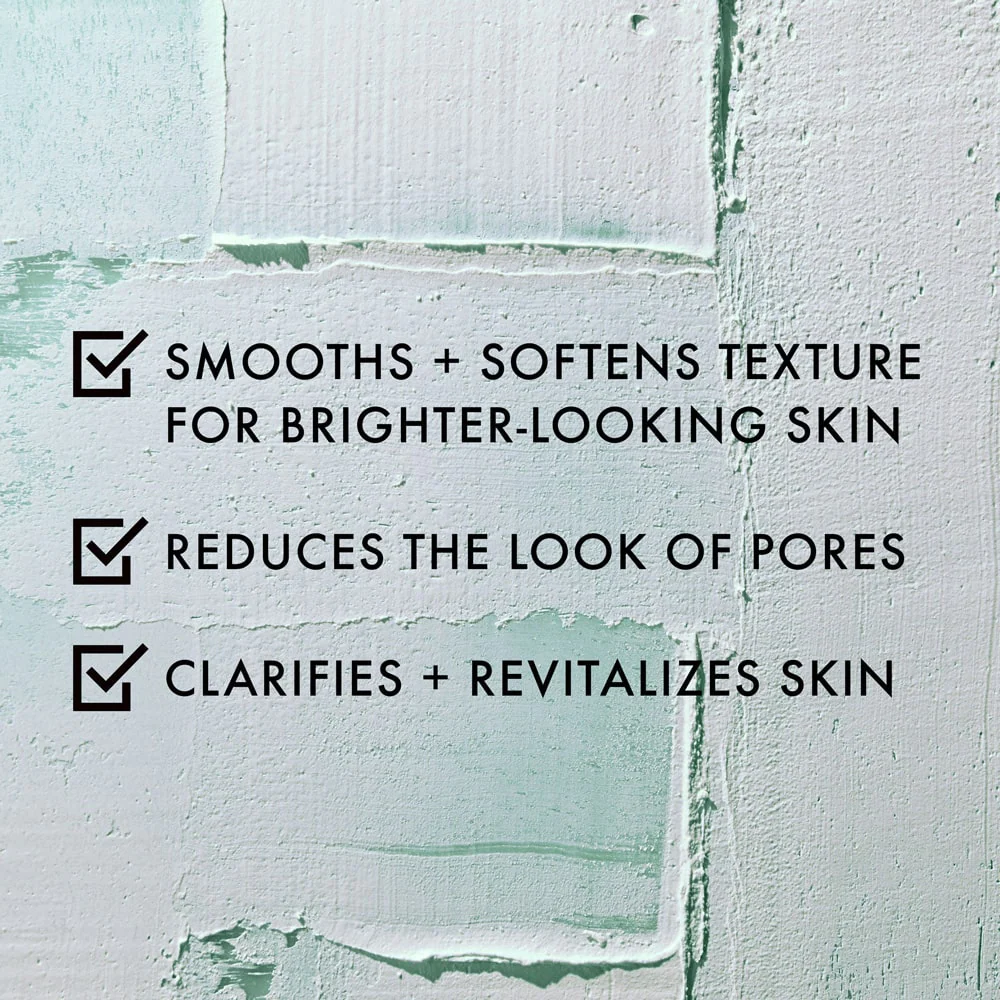 SMOOTHS + SOFTENS TEXTURE
FOR BRIGHTER-LOOKING SKIN
REDUCES THE LOOK OF PORES
CLARIFIES + REVITALIZES SKIN